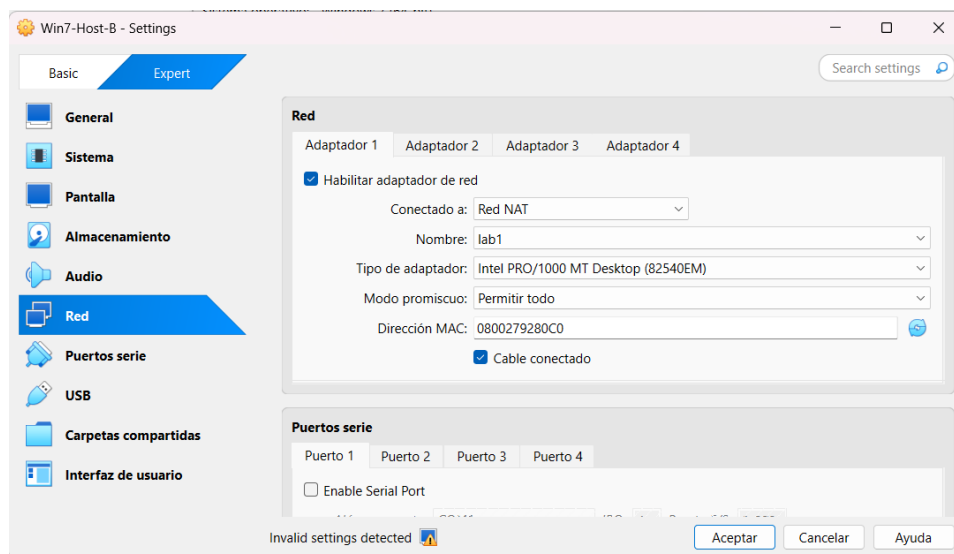 Win7-Host-B - Settings
Basic
Expert
Search settings
General
Sistema
Pantalla
Almacenamiento
Audio
Red
Puertos serie
USB
Carpetas compartidas
Interfaz de usuario
Red
Adaptador 1 Adaptador 2 Adaptador 3 Adaptador 4
Habilitar adaptador de red
Conectado a: Red NAT
Nombre: lab1
Tipo de adaptador: Intel PRO/1000 MT Desktop (82540EM)
Modo promiscuo: Permitir todo
Dirección MAC: 0800279280C0
Cable conectado
Puertos serie
Puerto 1 Puerto 2 Puerto 3 Puerto 4
Enable Serial Port
Invalid settings detected
Aceptar Cancelar Ayuda